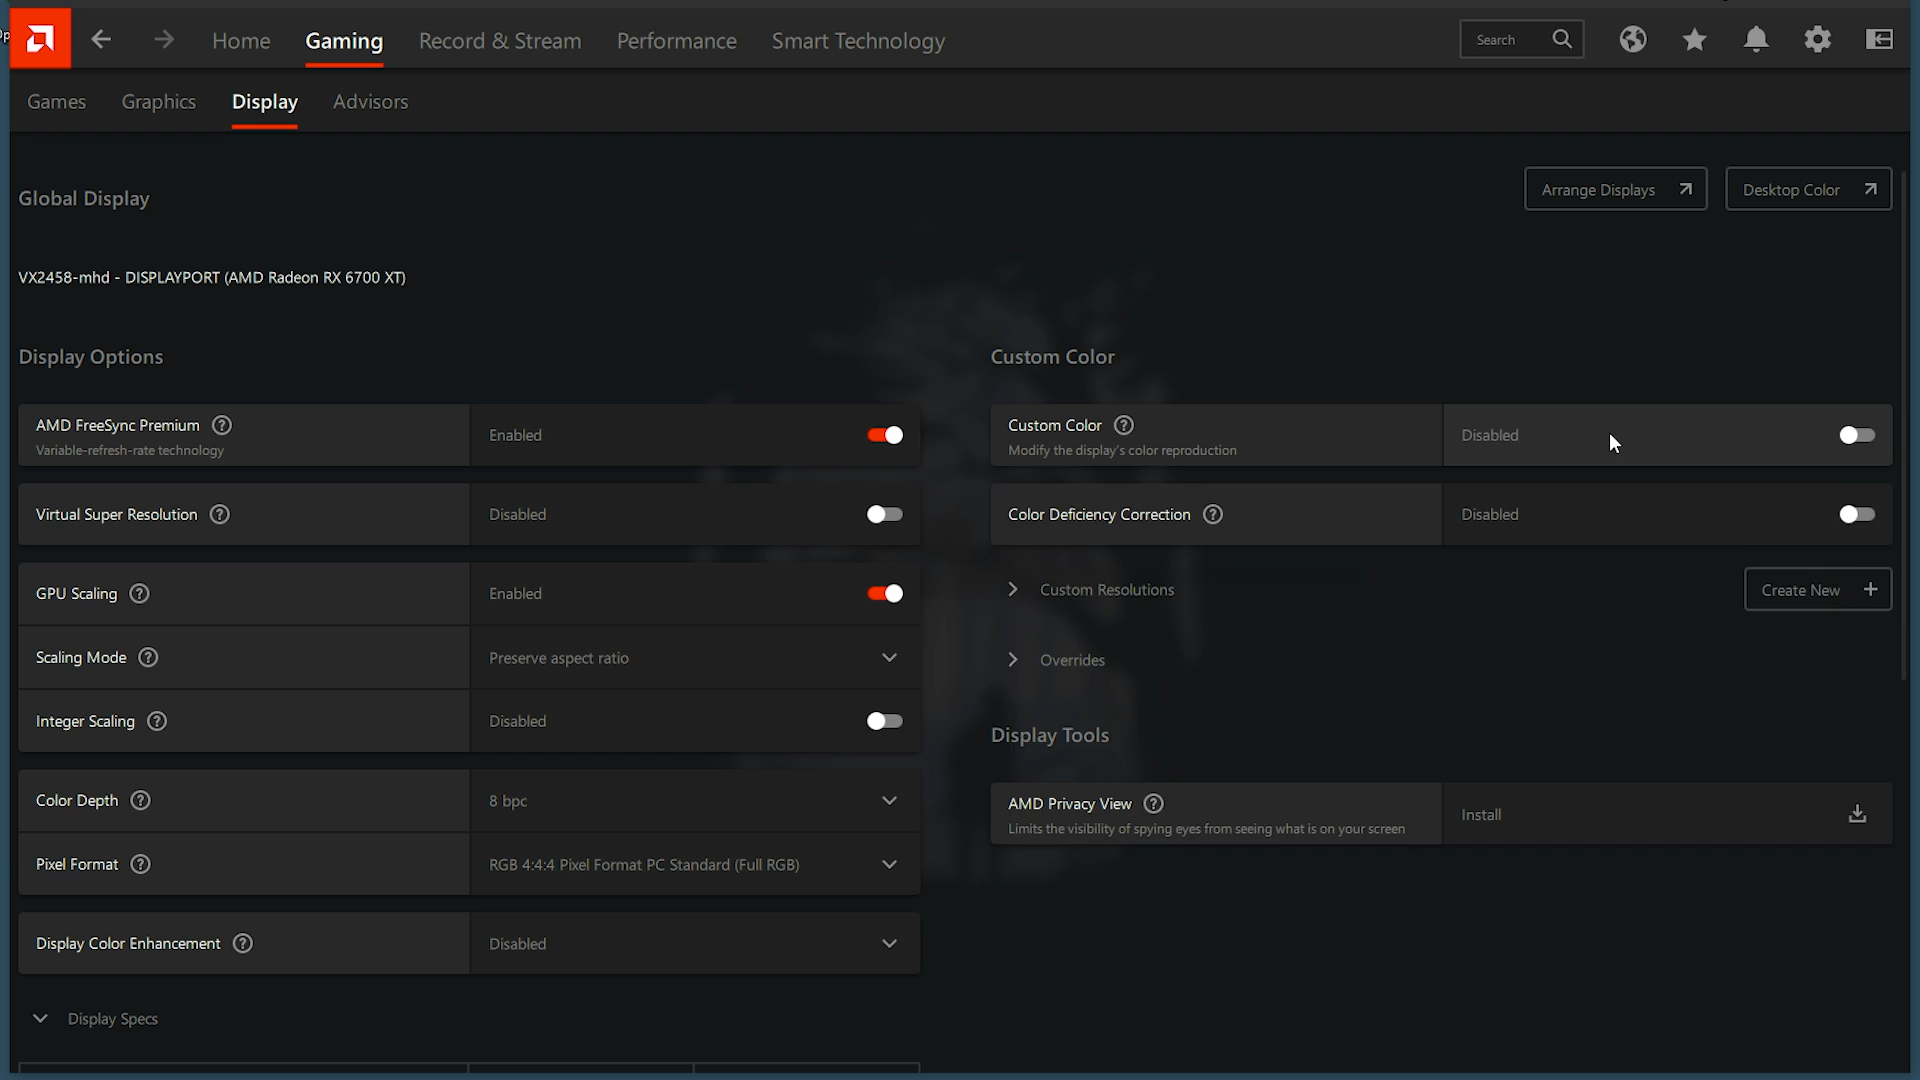 Home
Gaming
Record & Stream
Performance
Smart Technology
Search
Games
Graphics
Display
Advisors
Global Display
Arrange Displays
Desktop Color
VX2458-mhd - DISPLAYPORT (AMD Radeon RX 6700 XT)
Display Options
AMD FreeSync Premium
Variable-refresh-rate technology
Enabled
Virtual Super Resolution
Disabled
GPU Scaling
Enabled
Scaling Mode
Preserve aspect ratio
Integer Scaling
Disabled
Color Depth
8 bpc
Pixel Format
RGB 4:4:4 Pixel Format PC Standard (Full RGB)
Display Color Enhancement
Disabled
Display Specs
Custom Color
Custom Color
Modify the display's color reproduction
Disabled
Color Deficiency Correction
Disabled
Custom Resolutions
Create New
Overrides
Display Tools
AMD Privacy View
Limits the visibility of spying eyes from seeing what is on your screen
Install